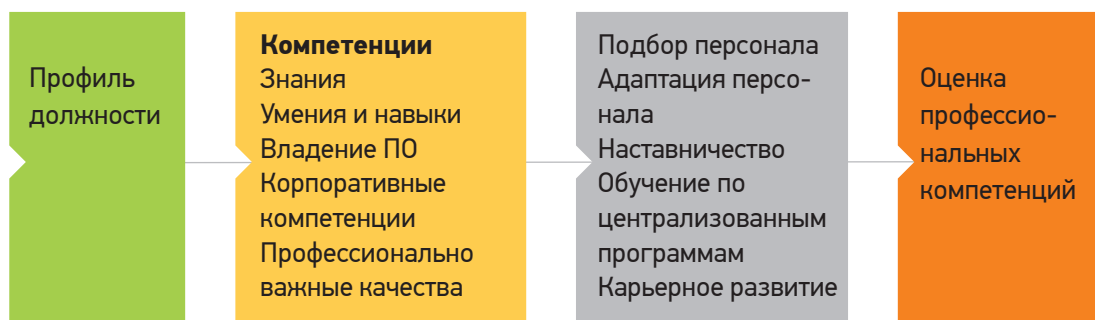 Профиль
должности
Компетенции
Знания
Умения и навыки
Владение ПО
Корпоративные
компетенции
Профессионально
важные качества
Подбор персонала
Адаптация персо-
нала
Наставничество
Обучение по
централизованным
программам
Карьерное развитие
Оценка
профессио-
нальных
компетенций